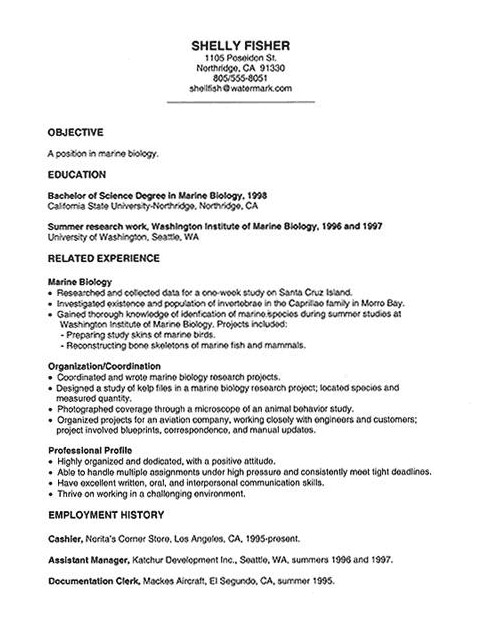 SHELLY FISHER
1105 Poseidon St.
Northridge, CA 91330
805/555-8051
shellfish@watermark.com
OBJECTIVE
A position in marine biology.
EDUCATION
Bachelor of Science Degree in Marine Biology, 1998
California State University-Northridge, Northridge, CA
Summer research work, Washington Institute of Marine Biology, 1996 and 1997
University of Washington, Seattle, WA
RELATED EXPERIENCE
Marine Biology
• Researched and collected data for a one-week study on Santa Cruz Island.
• Investigated existence and population of invertebrae in the Caprillae family in Morro Bay.
• Gained thorough knowledge of idenfication of marine species during summer studies at
Washington Institute of Marine Biology. Projects included:
- Preparing study skins of marine birds.
- Reconstructing bone skeletons of marine fish and mammals.
Organization/Coordination
• Coordinated and wrote marine biology research projects.
• Designed a study of kelp files in a marine biology research project; located species and
measured quantity.
• Photographed coverage through a microscope of an animal behavior study.
• Organized projects for an aviation company, working closely with engineers and customers;
project involved blueprints, correspondence, and manual updates.
Professional Profile
• Highly organized and dedicated, with a positive attitude.
• Able to handle multiple assignments under high pressure and consistently meet tight deadlines.
• Have excellent written, oral, and interpersonal communication skills.
• Thrive on working in a challenging environment.
EMPLOYMENT HISTORY
Cashier, Norita's Corner Store, Los Angeles, CA, 1995-present.
Assistant Manager, Katchur Development Inc., Seattle, WA, summers 1996 and 1997.
Documentation Clerk, Mackes Aircraft, El Segundo, CA, summer 1995.